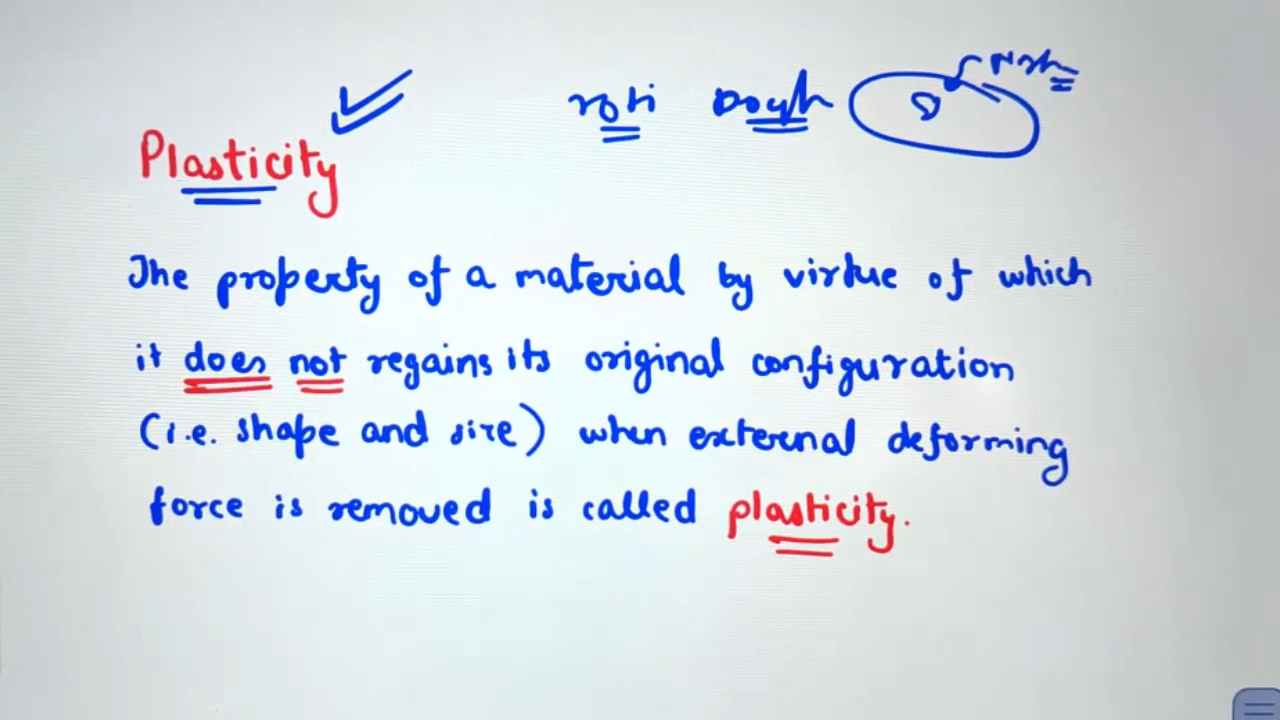 roti Dough
Plasticity
The property of a material by virtue of which
it does not regains its original configuration
(i.e. shape and size) when external deforming
force is removed is called plasticity.